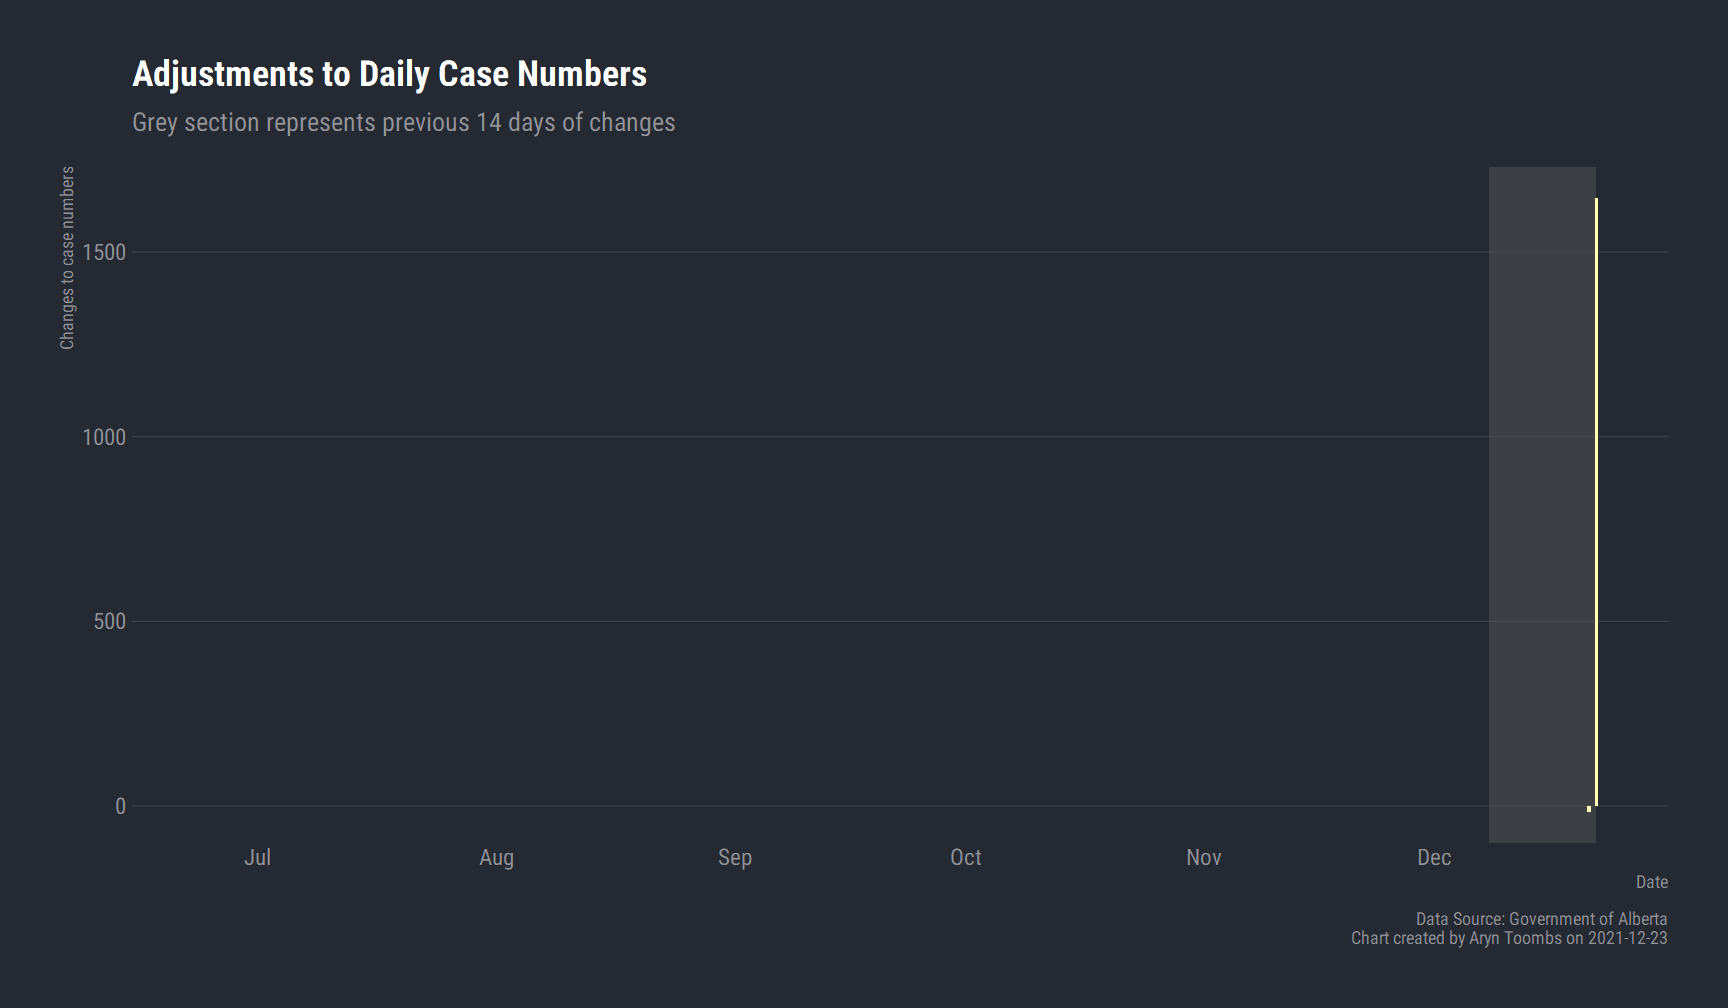 Adjustments to Daily Case Numbers
Grey section represents previous 14 days of changes
Changes to case numbers
1500
1000
500
0
Jul Aug Sep Oct Nov Dec
Date
Data Source: Government of Alberta
Chart created by Aryn Toombs on 2021-12-23